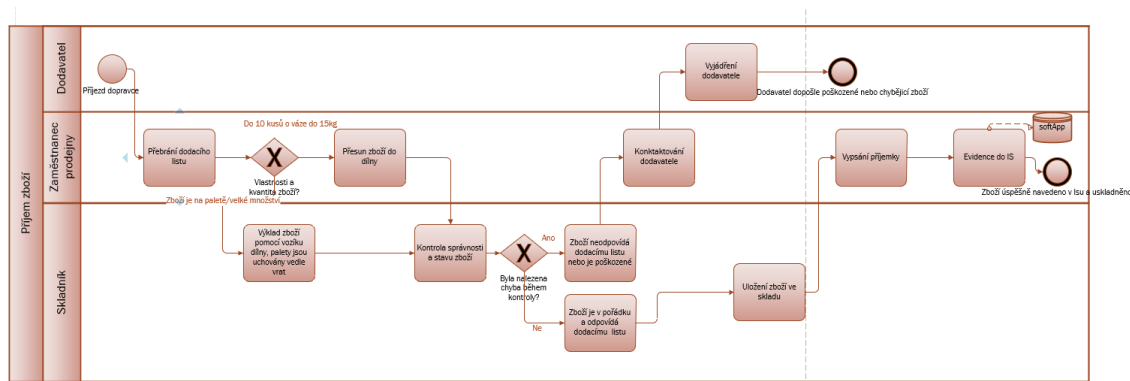 Příjem zboží
Dodavatel
Příjezd dopravce
Vyjádření
dodavatele
Dodavatel dopošle poškozené nebo chybějící zboží
Zaměstnanec
prodejny
Přebrání dodacího
listu
Do 10 kusů o váze do 15kg
X
Vlastnosti a
kvantita zboží?
Zboží je na paletě/velké množství
Přesun zboží do
dílny
Konktaktování
dodavatele
Vypsání příjemky
Evidence do IS
softApp
Zboží úspěšně navedeno v Isu a uskladněno
Skladník
Výklad zboží
pomocí vozíku
dílny, palety jsou
uchovány vedle
vrat
Kontrola správnosti
a stavu zboží
X
Byla nalezena
chyba během
kontroly?
Ano
Ne
Zboží neodpovídá
dodacímu listu
nebo je poškozené
Zboží je v pořádku
a odpovídá
dodacímu listu
Uložení zboží ve
skladu